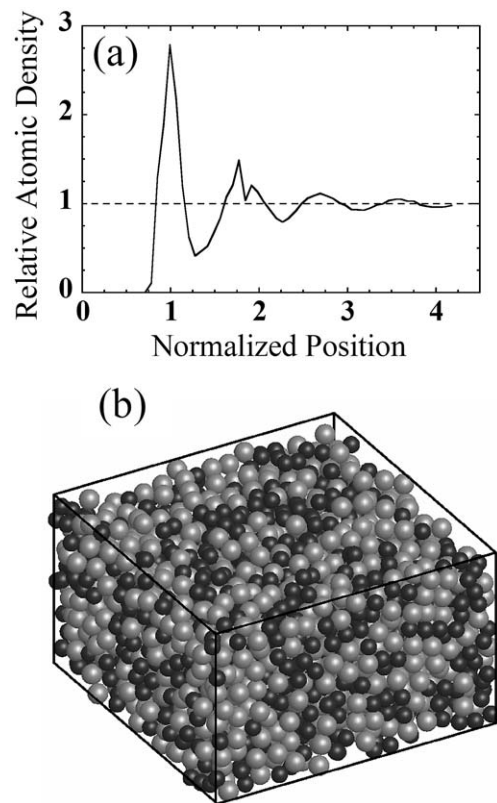 (a)
Relative Atomic Density
3
2
1
0
0 1 2 3 4
Normalized Position
(b)